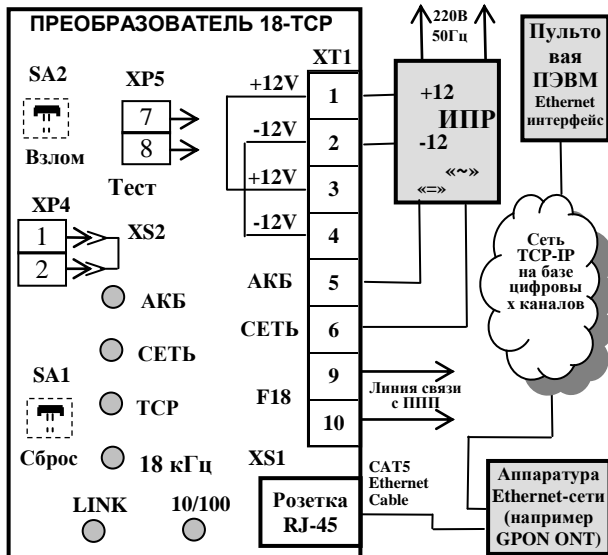 ПРЕОБРАЗОВАТЕЛЬ 18-TCP
220В
50Гц
Пульто
вая
ПЭВМ
Ethernet
интерфейс
SA2
XP5
XT1
+12V
1
+12
ИПР
7
8
-12V
2
-12
Взлом
Тест
+12V
3
«~»
«=»
XP4
XS2
-12V
4
1
2
Сеть
TCP-IP
на базе
цифровы
х каналов
АКБ
АКБ
5
СЕТЬ
СЕТЬ
6
SA1
TCP
F18
9
Линия связи
с ППП
10
Сброс
18 кГц
XS1
CAT5
Ethernet
Cable
Аппаратура
Ethernet-сети
(например
GPON ONT)
LINK
10/100
Розетка
RJ-45